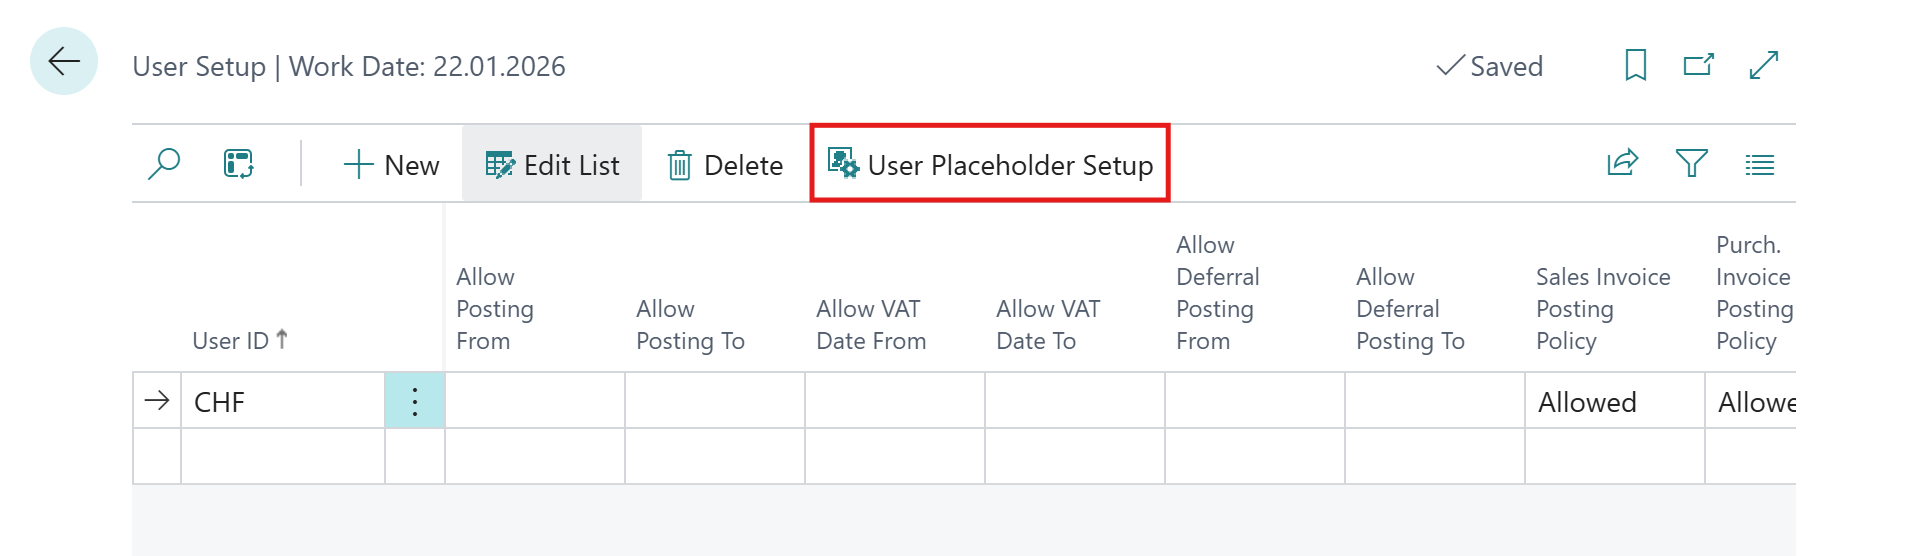 User Setup | Work Date: 22.01.2026
Saved
New
Edit List
Delete
User Placeholder Setup
User ID
Allow
Posting
From
Allow
Posting To
Allow VAT
Date From
Allow VAT
Date To
Allow
Deferral
Posting
From
Allow
Deferral
Posting To
Sales Invoice
Posting
Policy
Purch.
Invoice
Posting
Policy
CHF
Allowed
Allowe